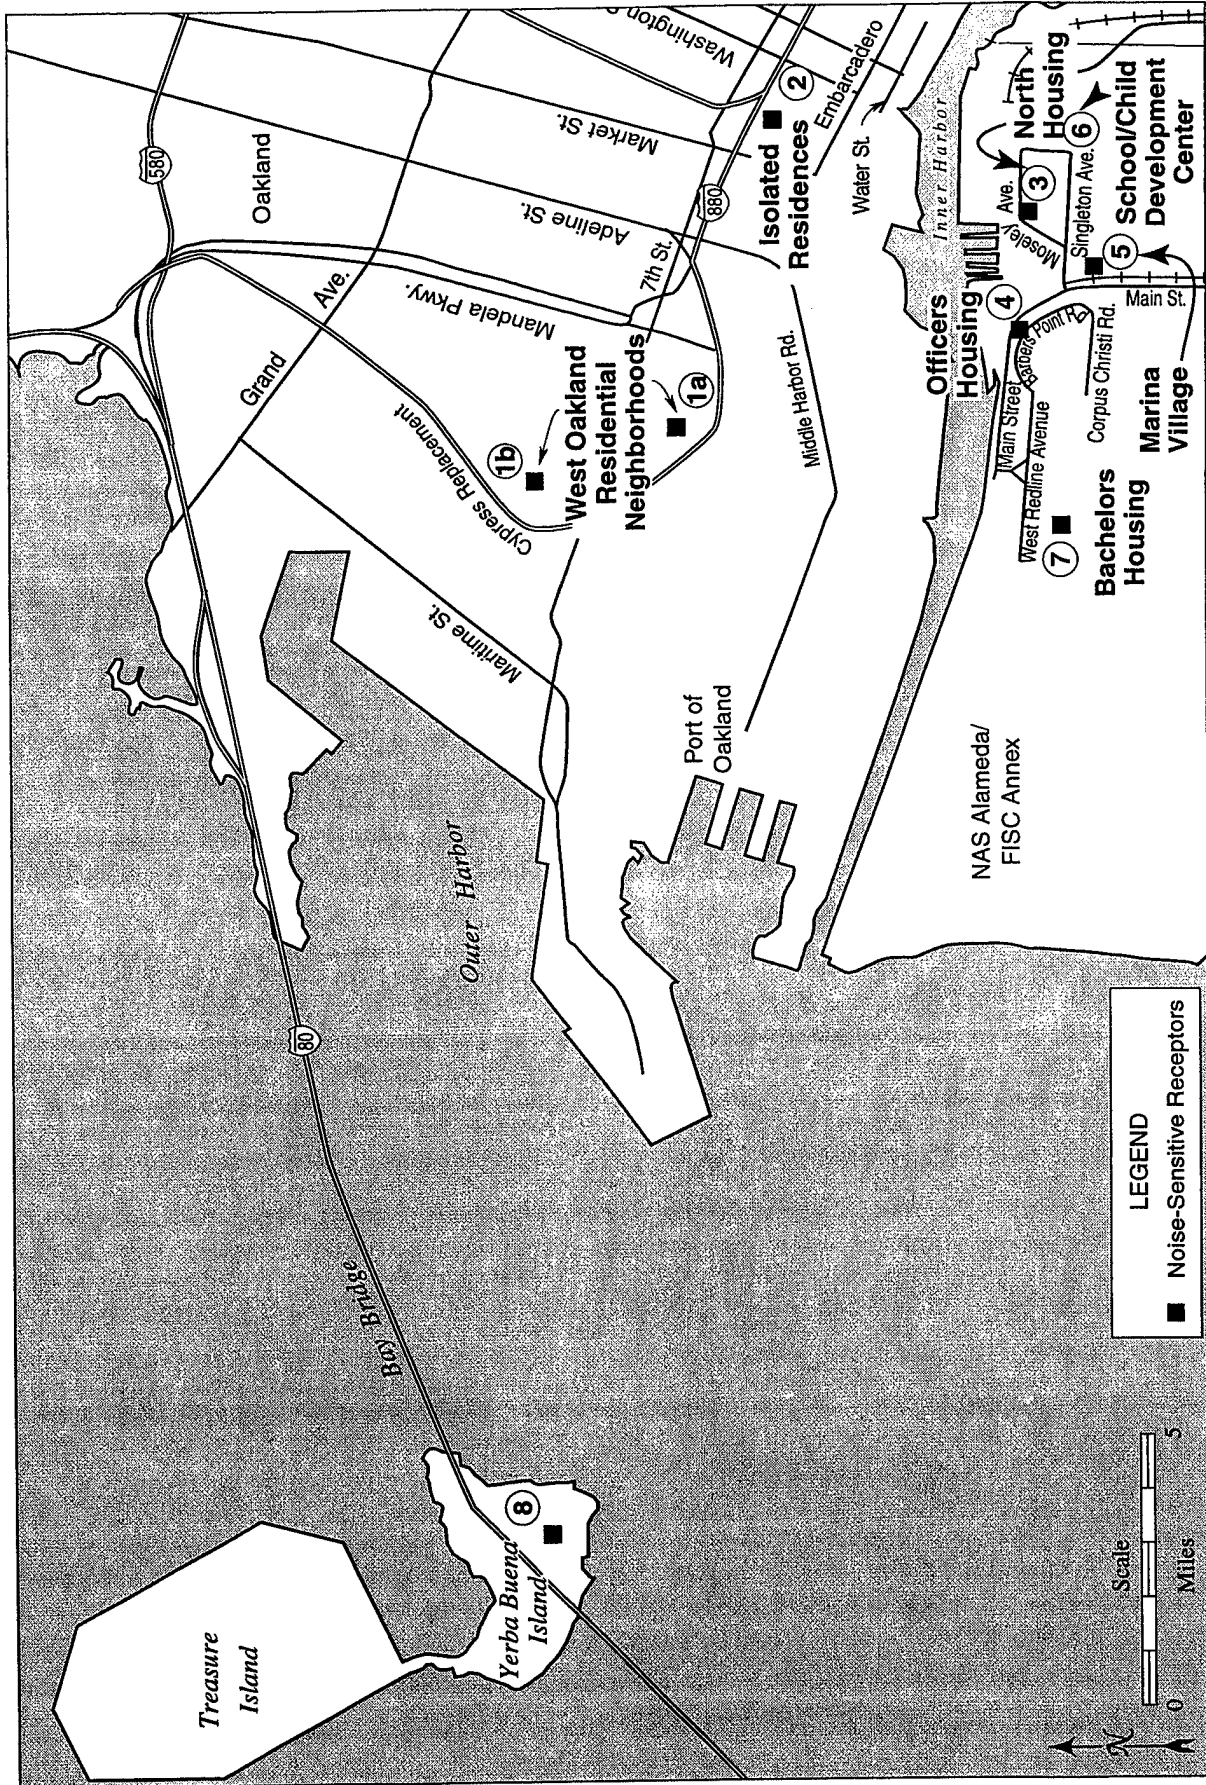 Treasure
Island
Yerba Buena
Island
8
Bay Bridge
80
Outer Harbor
580
Oakland
Grand
Ave.
Mandela Pkwy.
Adeline St.
Market St.
Washington
Cypress Replacement
Maritime St.
1b
West Oakland
Residential
Neighborhoods
1a
7th St.
880
Isolated
Residences
2
Embarcadero
Water St.
Middle Harbor Rd.
Port of
Oakland
Inner Harbor
NAS Alameda/
FISC Annex
Officers
Housing
4
North
Housing
3
6
Moseley
Ave.
Singleton Ave.
5
School/Child
Development
Center
Main St.
Main Street
West Redline Avenue
Barbers Point R
Corpus Christi Rd.
7
Bachelors
Housing
Marina
Village
LEGEND
Noise-Sensitive Receptors
Scale
0
5
Miles
N